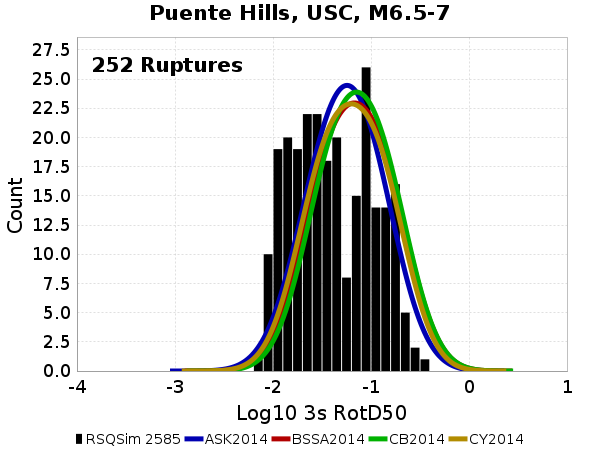 Puente Hills, USC, M6.5-7
252 Ruptures
Count
27.5
25.0
22.5
20.0
17.5
15.0
12.5
10.0
7.5
5.0
2.5
0.0
-4 -3 -2 -1 0 1
Log10 3s RotD50
RSQSim 2585 ASK2014 BSSA2014 CB2014 CY2014